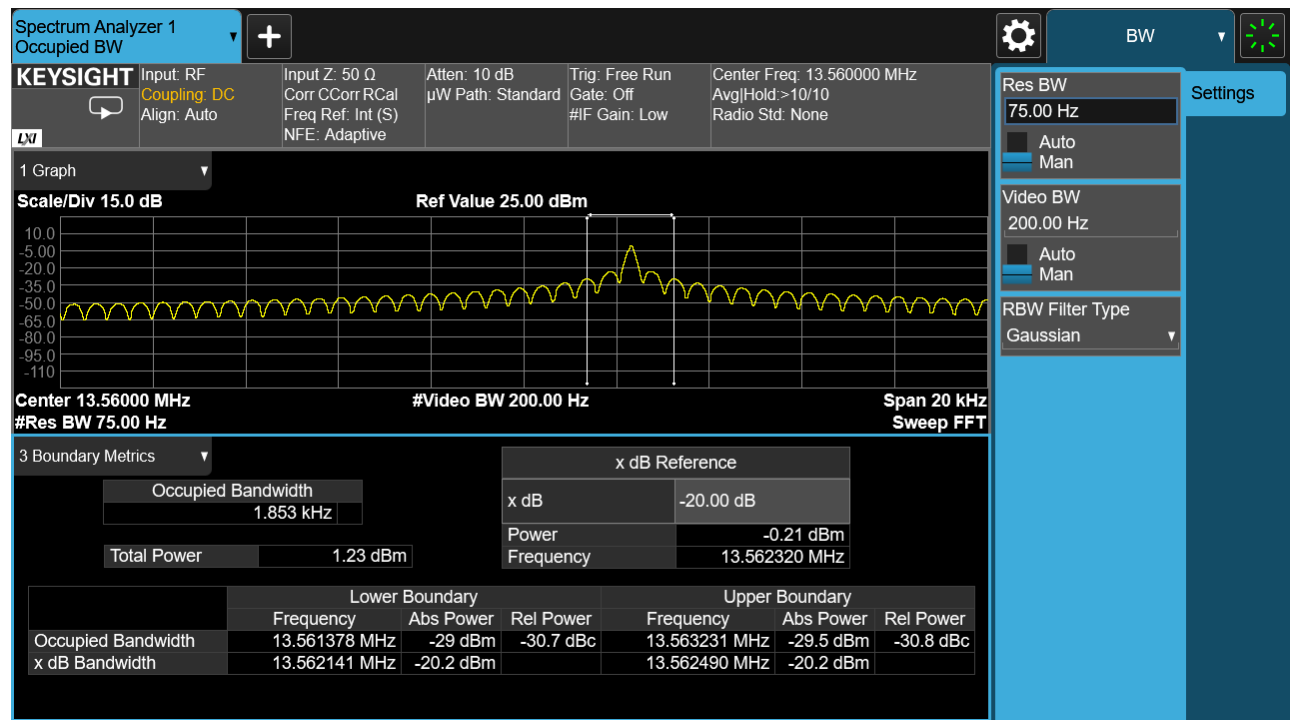 Spectrum Analyzer 1
Occupied BW
BW
KEYSIGHT
LXI
Input: RF
Coupling: DC
Align: Auto
Input Z: 50 Ω
Corr CCorr RCal
Freq Ref: Int (S)
NFE: Adaptive
Atten: 10 dB
µW Path: Standard
Trig: Free Run
Gate: Off
#IF Gain: Low
Center Freq: 13.560000 MHz
Avg|Hold:>10/10
Radio Std: None
Res BW
75.00 Hz
Auto
Man
Video BW
200.00 Hz
Auto
Man
RBW Filter Type
Gaussian
Settings
1 Graph
Scale/Div 15.0 dB
Ref Value 25.00 dBm
10.0
-5.00
-20.0
-35.0
-50.0
-65.0
-80.0
-95.0
-110
Center 13.56000 MHz
#Video BW 200.00 Hz
Span 20 kHz
#Res BW 75.00 Hz
Sweep FFT
3 Boundary Metrics
Occupied Bandwidth
1.853 kHz
Total Power 1.23 dBm
x dB Reference
x dB -20.00 dB
Power -0.21 dBm
Frequency 13.562320 MHz
Lower Boundary Upper Boundary
Frequency Abs Power Rel Power Frequency Abs Power Rel Power
Occupied Bandwidth 13.561378 MHz -29 dBm -30.7 dBc 13.563231 MHz -29.5 dBm -30.8 dBc
x dB Bandwidth 13.562141 MHz -20.2 dBm 13.562490 MHz -20.2 dBm